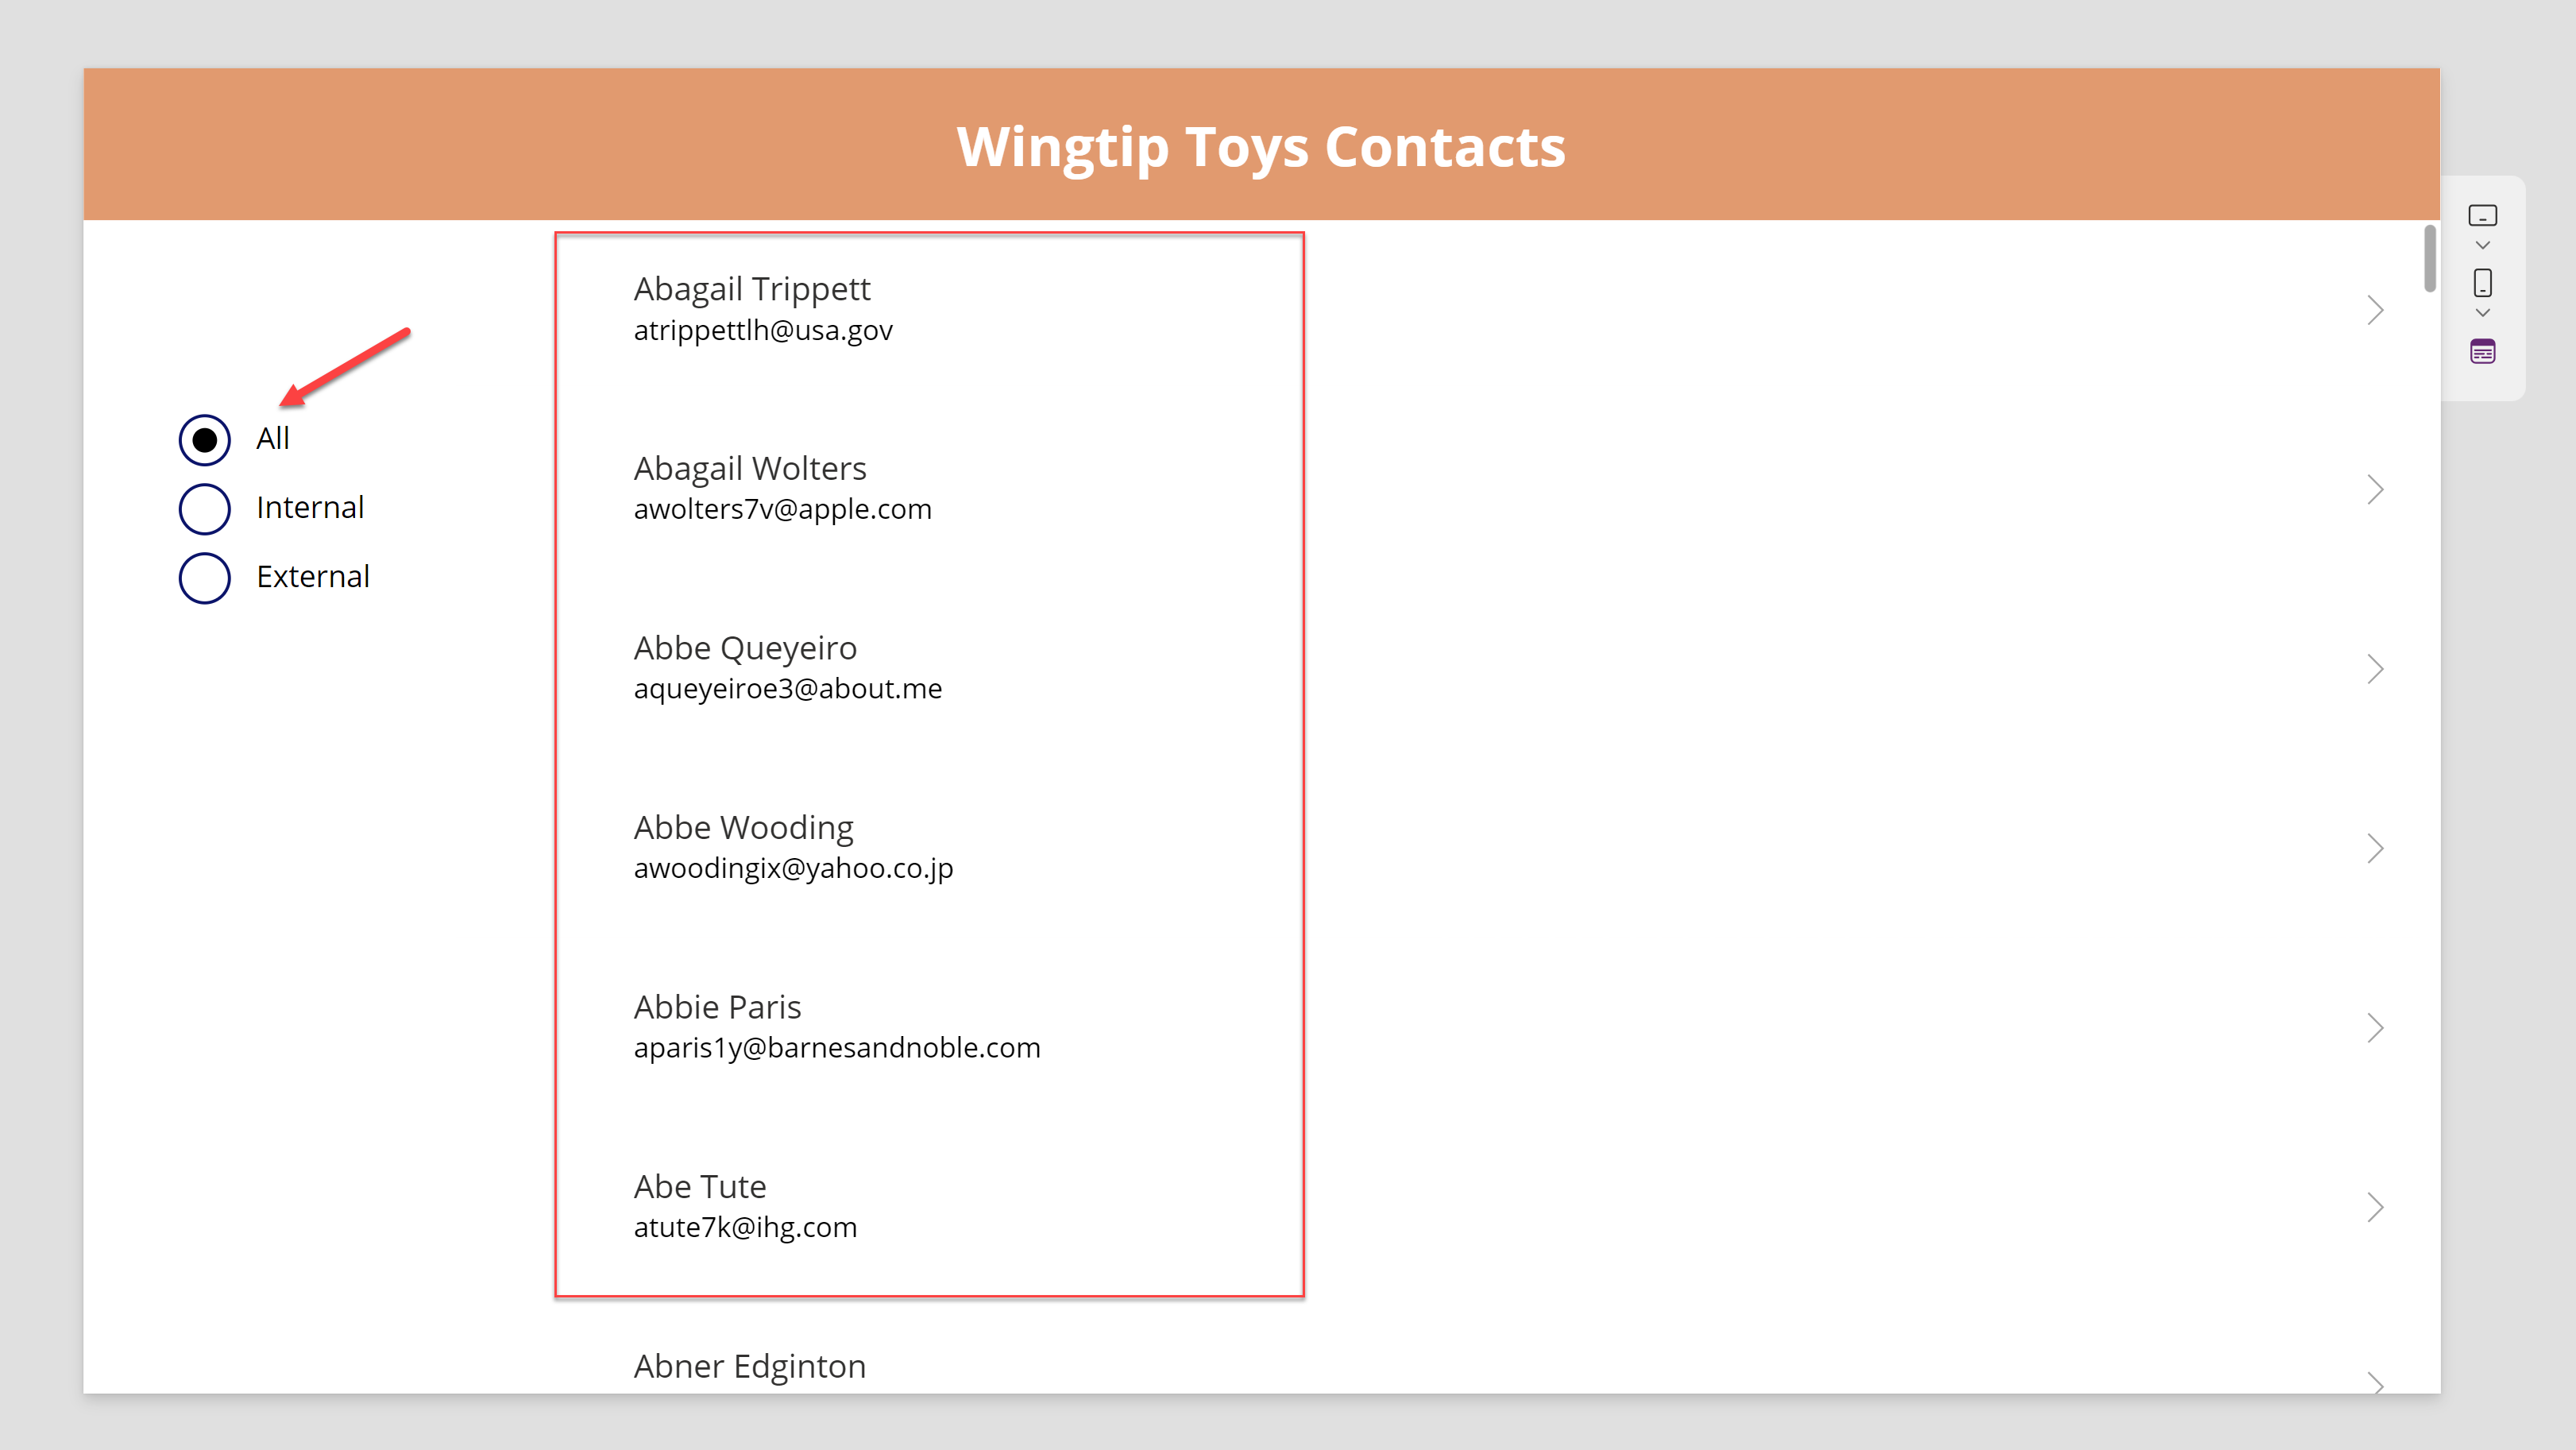 Wingtip Toys Contacts
All
Internal
External
Abagail Trippett
atrippettlh@usa.gov
Abagail Wolters
awolters7v@apple.com
Abbe Queyeiro
aqueyeiroe3@about.me
Abbe Wooding
awoodingix@yahoo.co.jp
Abbie Paris
aparis1y@barnesandnoble.com
Abe Tute
atute7k@ihg.com
Abner Edginton